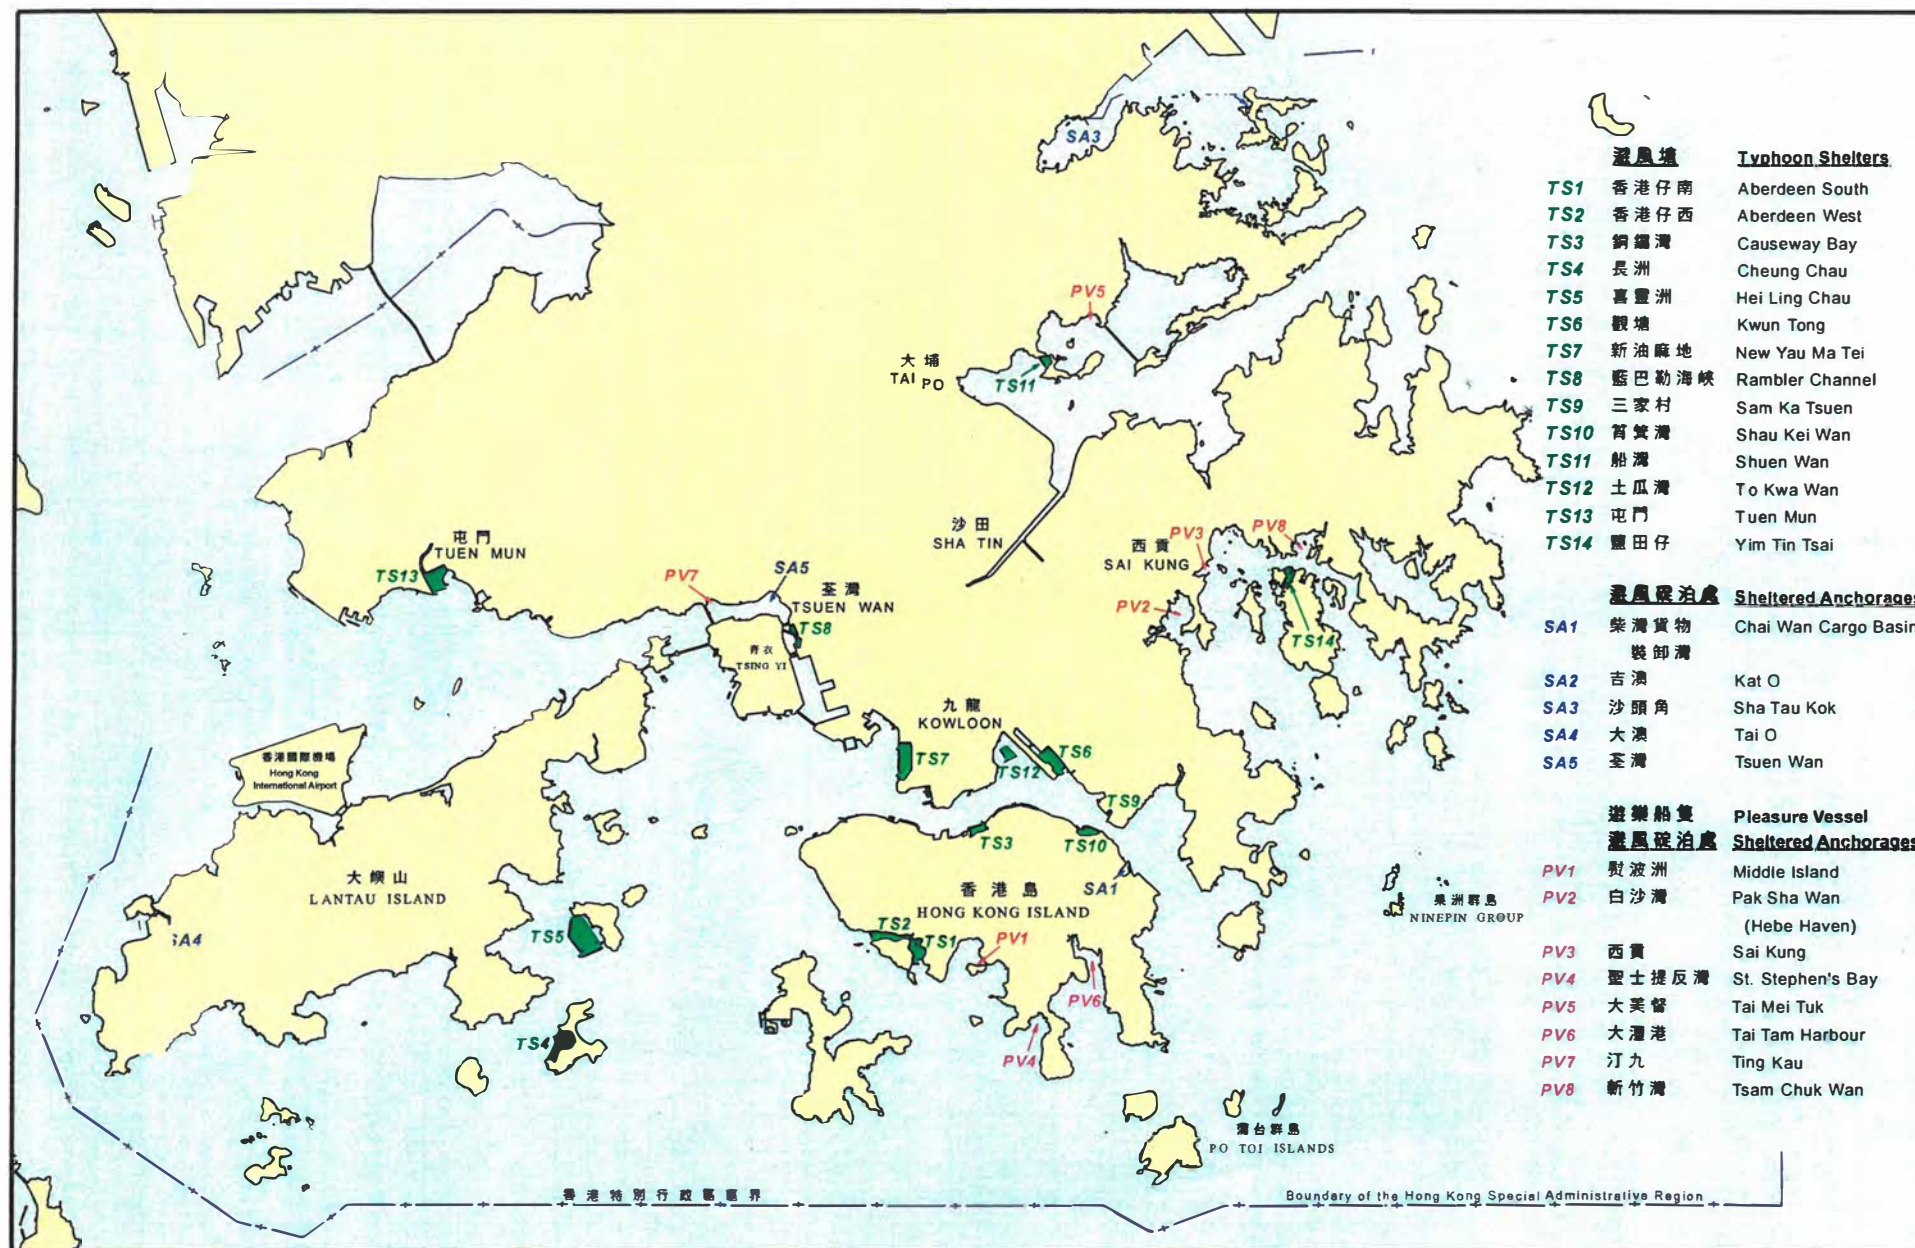 SA3
PV5
大埔
TAI PO
TS11
屯門
TUEN MUN
TS13
PV7
SA5
荃灣
TSUEN WAN
TS8
青衣
TSING YI
沙田
SHA TIN
西貢
SAI KUNG
PV3
PV8
PV2
TS14
九龍
KOWLOON
TS7
TS12
TS6
TS9
香港國際機場
Hong Kong
International Airport
大嶼山
LANTAU ISLAND
SA4
TS5
TS4
TS3
TS10
SA1
香港島
HONG KONG ISLAND
TS2
TS1
PV1
PV6
PV4
果洲群島
NINEPIN GROUP
蒲台群島
PO TOI ISLANDS
香港特別行政區區界
Boundary of the Hong Kong Special Administrative Region
避風塘 Typhoon Shelters
TS1 香港仔南 Aberdeen South
TS2 香港仔西 Aberdeen West
TS3 銅鑼灣 Causeway Bay
TS4 長洲 Cheung Chau
TS5 喜靈洲 Hei Ling Chau
TS6 觀塘 Kwun Tong
TS7 新油麻地 New Yau Ma Tei
TS8 藍巴勒海峽 Rambler Channel
TS9 三家村 Sam Ka Tsuen
TS10 筲箕灣 Shau Kei Wan
TS11 船灣 Shuen Wan
TS12 土瓜灣 To Kwa Wan
TS13 屯門 Tuen Mun
TS14 鹽田仔 Yim Tin Tsai
避風碇泊處 Sheltered Anchorages
SA1 柴灣貨物 Chai Wan Cargo Basin
裝卸灣
SA2 吉澳 Kat O
SA3 沙頭角 Sha Tau Kok
SA4 大澳 Tai O
SA5 荃灣 Tsuen Wan
遊樂船隻 Pleasure Vessel
避風碇泊處 Sheltered Anchorages
PV1 熨波洲 Middle Island
PV2 白沙灣 Pak Sha Wan
(Hebe Haven)
PV3 西貢 Sai Kung
PV4 聖士提反灣 St. Stephen's Bay
PV5 大美督 Tai Mei Tuk
PV6 大潭港 Tai Tam Harbour
PV7 汀九 Ting Kau
PV8 斬竹灣 Tsam Chuk Wan